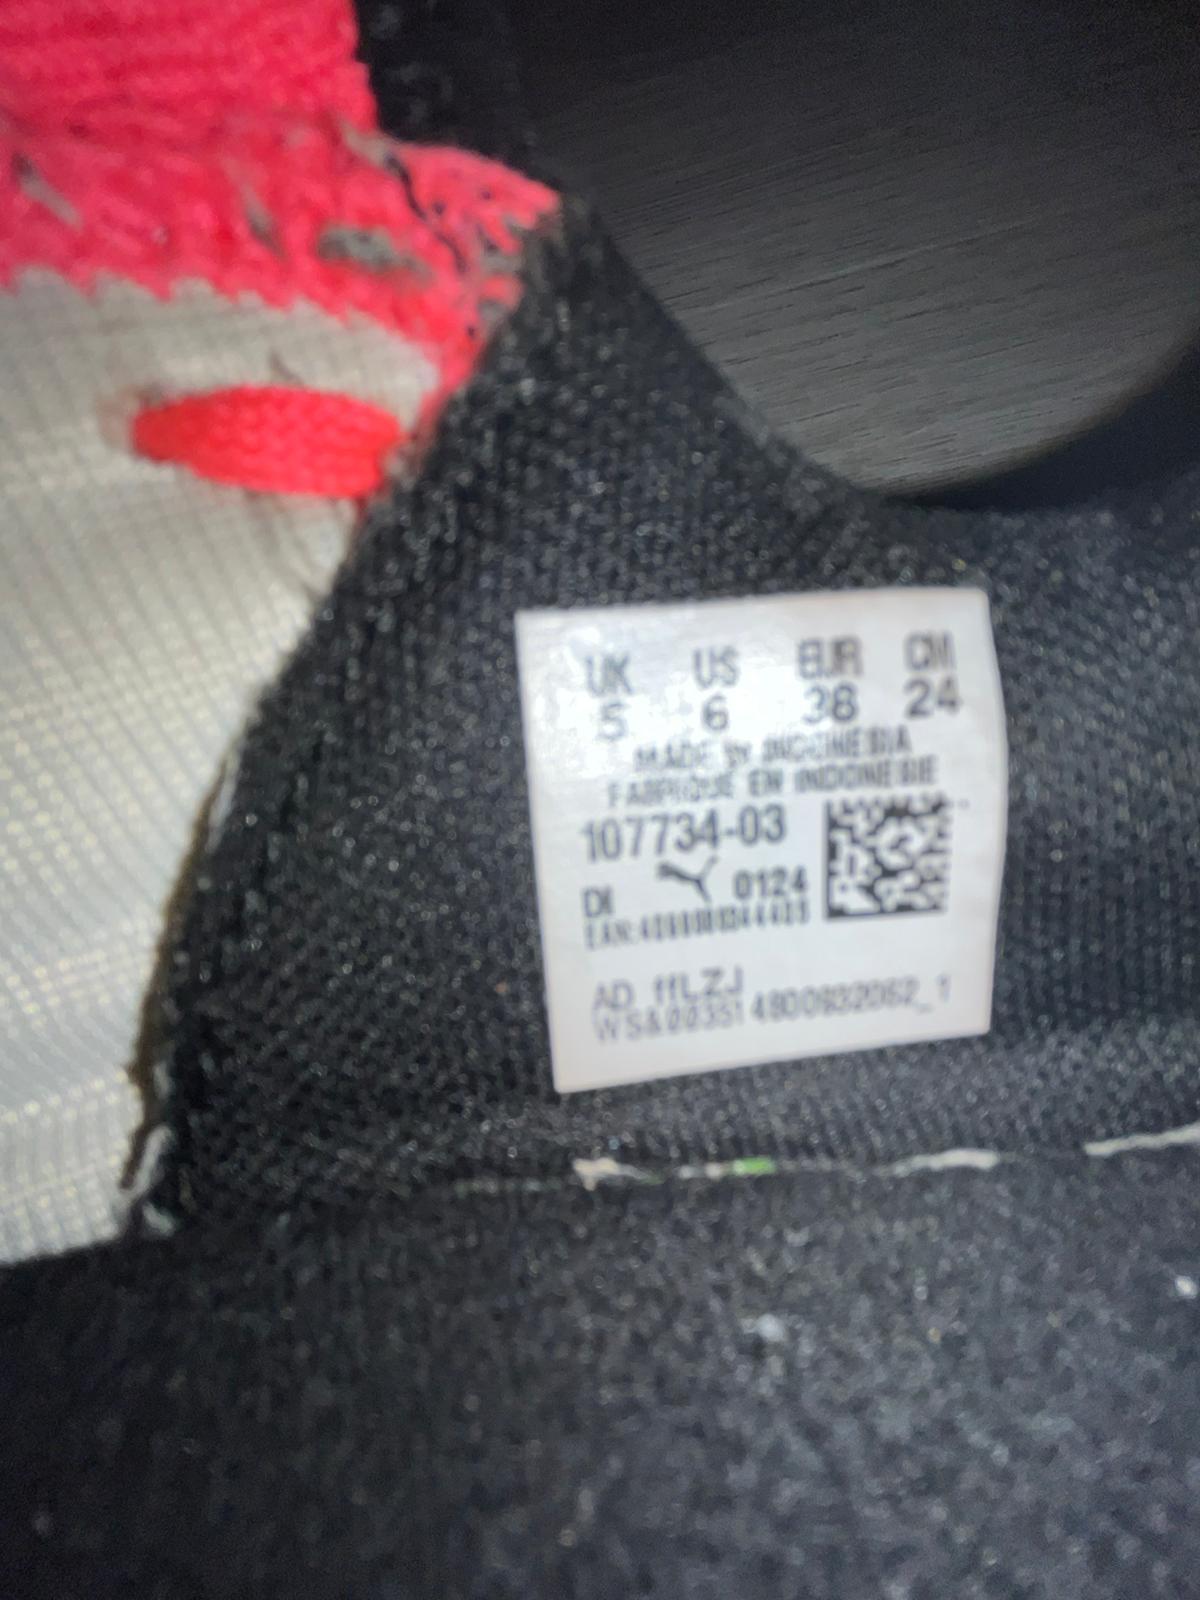 UK US EUR CM
5 6 38 24
MADE IN INDONESIA
FABRIQUE EN INDONESIE
107734-03
DI 0124
EAN:
AD ffLZJ